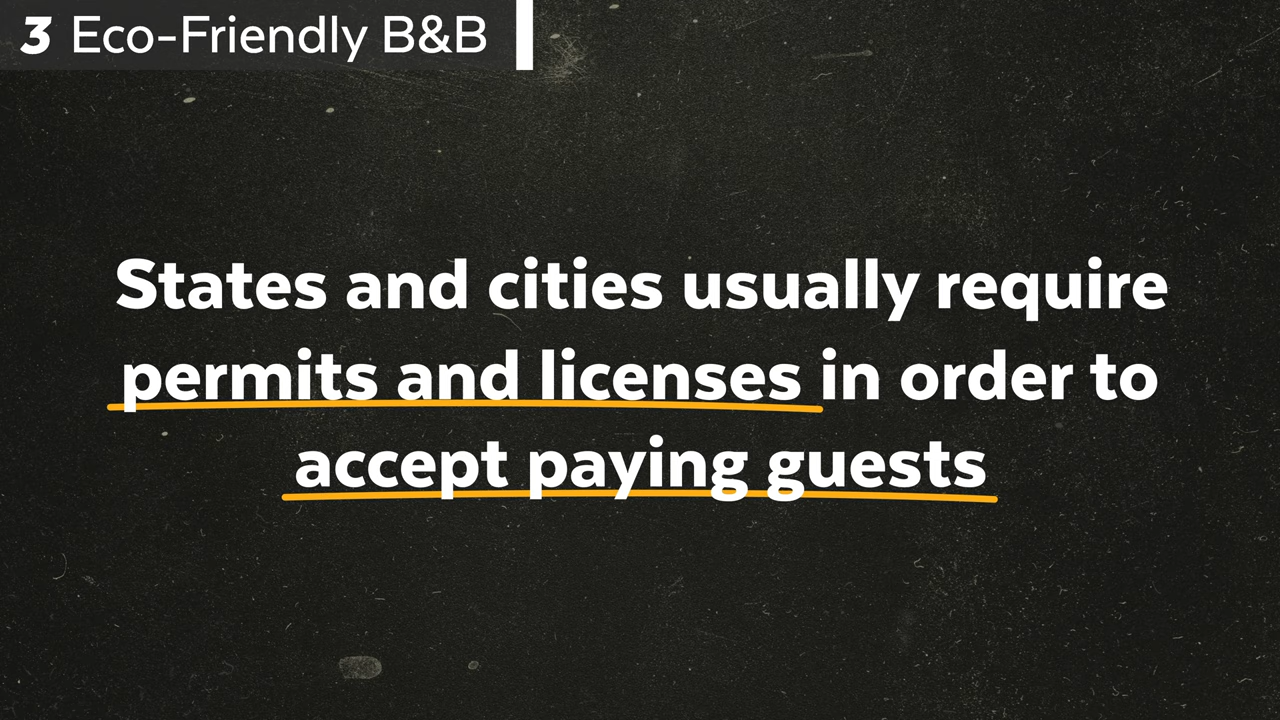 3 Eco-Friendly B&B
States and cities usually require
permits and licenses in order to
accept paying guests